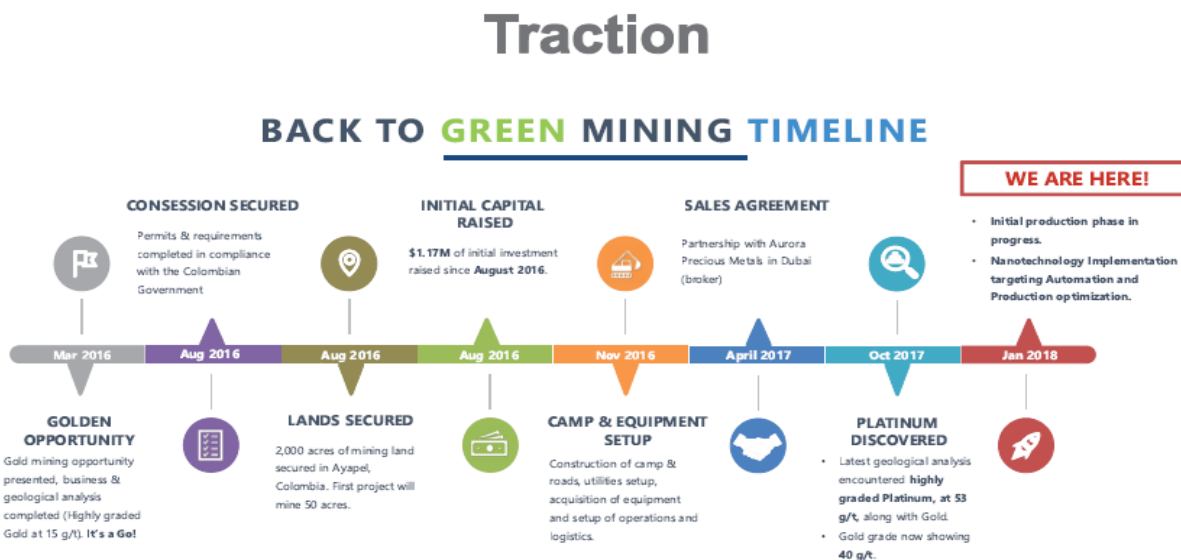 Traction
BACK TO GREEN MINING TIMELINE
WE ARE HERE!
• Initial production phase in
progress.
• Nanotechnology Implementation
targeting Automation and
Production optimization.
CONSESSION SECURED
Permits & requirements
completed in compliance
with the Colombian
Government
INITIAL CAPITAL
RAISED
$1.17M of initial investment
raised since August 2016.
SALES AGREEMENT
Partnership with Aurora
Precious Metals in Dubai
(broker)
Mar 2016
Aug 2016
Aug 2016
Aug 2016
Nov 2016
April 2017
Oct 2017
Jan 2018
GOLDEN
OPPORTUNITY
Gold mining opportunity
presented, business &
geological analysis
completed (Highly graded
Gold at 15 g/t). It's a Go!
LANDS SECURED
2,000 acres of mining land
secured in Ayapel,
Colombia. First project will
mine 50 acres.
CAMP & EQUIPMENT
SETUP
Construction of camp &
roads, utilities setup,
acquisition of equipment
and setup of operations and
logistics.
PLATINUM
DISCOVERED
• Latest geological analysis
encountered highly
graded Platinum, at 53
g/t, along with Gold.
• Gold grade now showing
40 g/t.